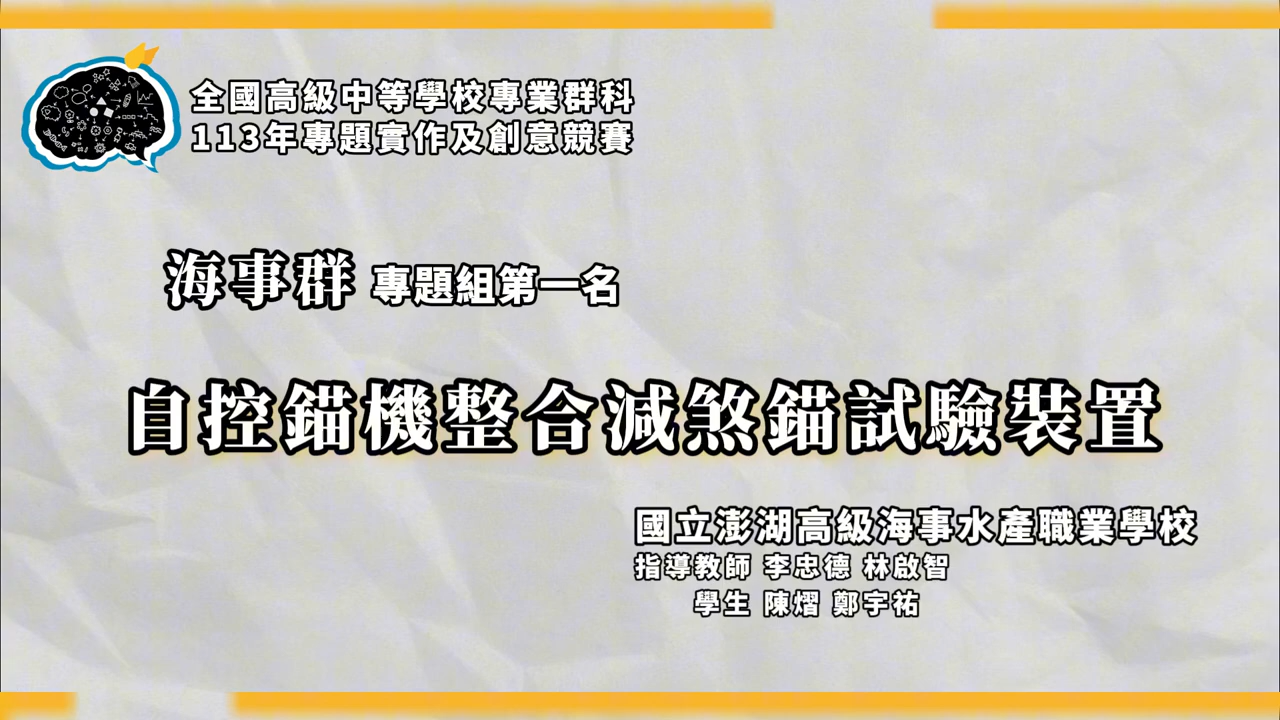 全國高級中等學校專業群科
113年專題實作及創意競賽
海事群 專題組第一名
自控錨機整合減煞錨試驗裝置
國立澎湖高級海事水產職業學校
指導教師 李忠德 林啟智
學生 陳熠 鄭宇祐